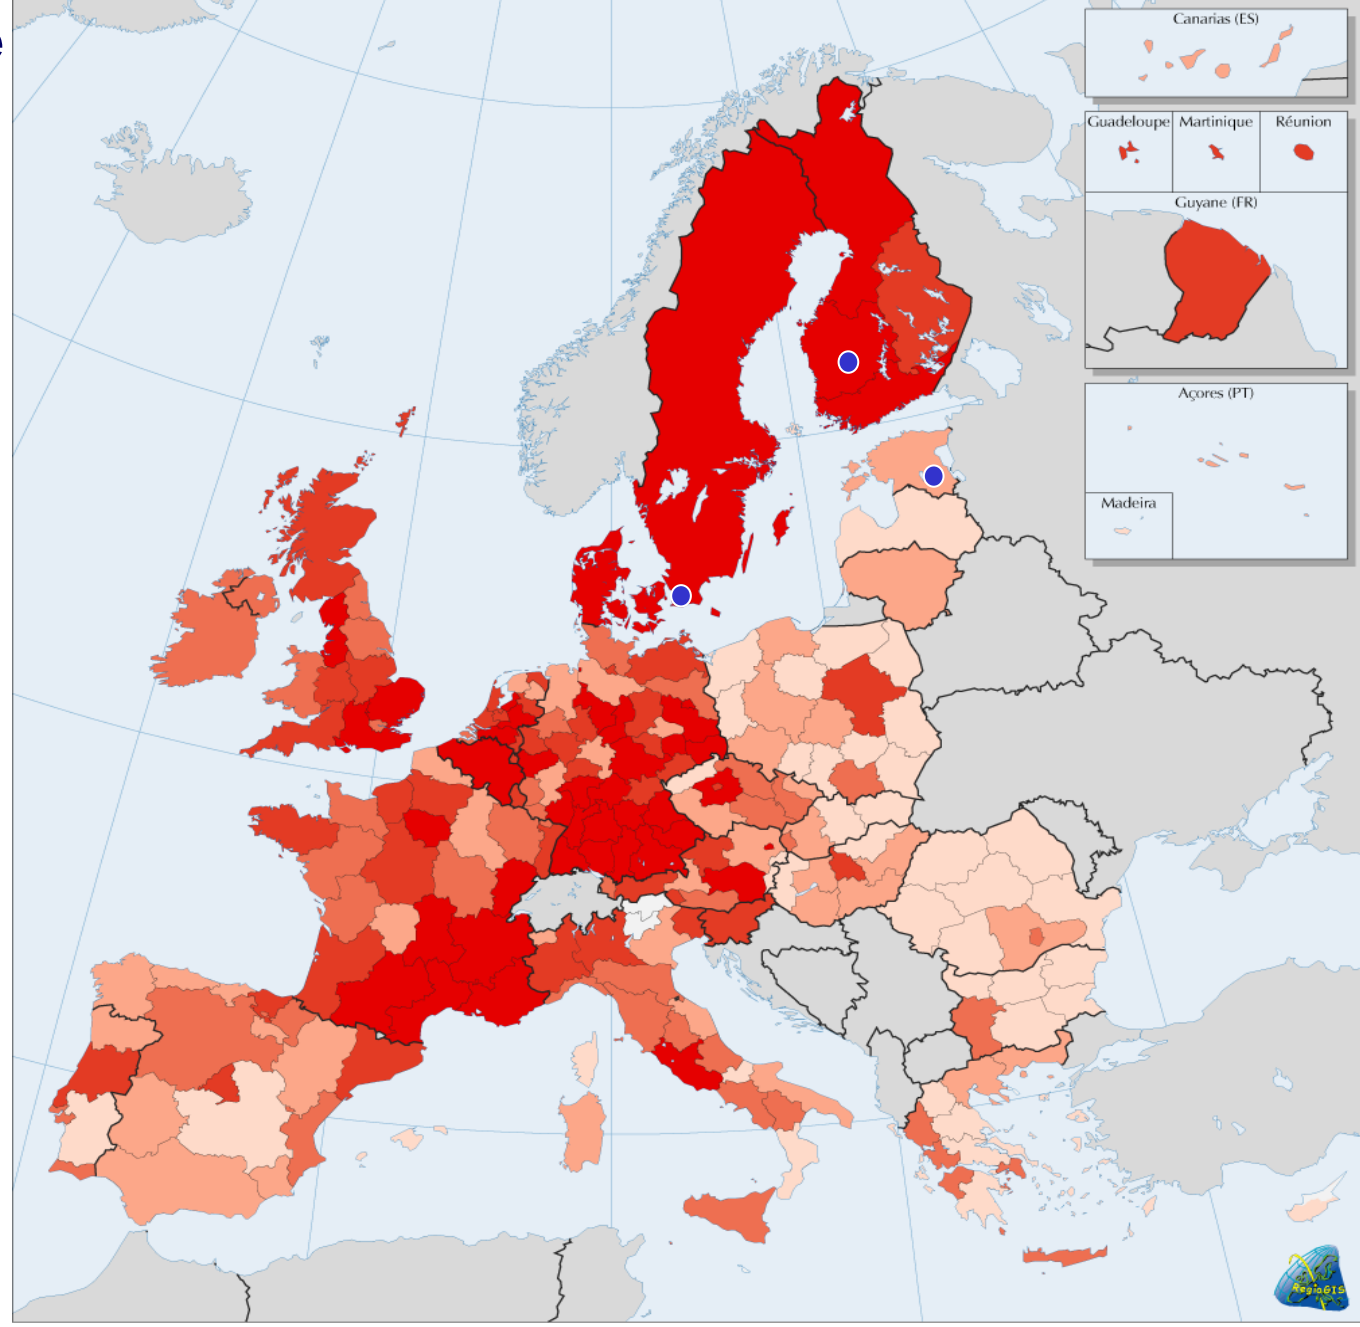 e
Canarias (ES)
Guadeloupe Martinique Réunion
Guyane (FR)
Açores (PT)
Madeira
RegioGIS